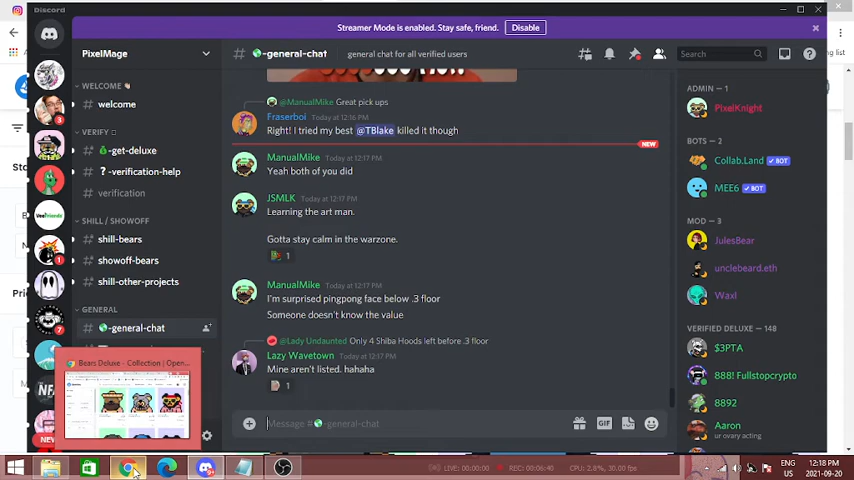 Discord
Streamer Mode is enabled. Stay safe, friend.
Disable
PixelMage
-general-chat
general chat for all verified users
Search
WELCOME
welcome
VERIFY
-get-deluxe
-verification-help
verification
SHILL / SHOWOFF
shill-bears
showoff-bears
shill-other-projects
GENERAL
-general-chat
@ManualMike Great pick ups
Fraserboi Today at 12:16 PM
Right! I tried my best @TBlake killed it though
NEW
ManualMike Today at 12:17 PM
Yeah both of you did
JSMLK Today at 12:17 PM
Learning the art man.
Gotta stay calm in the warzone.
1
ManualMike Today at 12:17 PM
I'm surprised pingpong face below .3 floor
Someone doesn't know the value
@Lady Undaunted Only 4 Shiba Hoods left before .3 floor
Lazy Wavetown Today at 12:17 PM
Mine aren't listed. hahaha
1
Message #-general-chat
GIF
ADMIN – 1
PixelKnight
BOTS – 2
Collab.Land ✓ BOT
MEE6 ✓ BOT
MOD – 3
JulesBear
unclebeard.eth
Waxl
VERIFIED DELUXE – 148
$3PTA
888! Fullstopcrypto
8892
Aaron
ur ovary acting
VeeFriends
3
1
7
NEW
Bears Deluxe - Collection | Open...
LIVE: 00:00:00
REC: 00:06:40
CPU: 2.8%, 30.00 fps
ENG
US
12:18 PM
2021-09-20